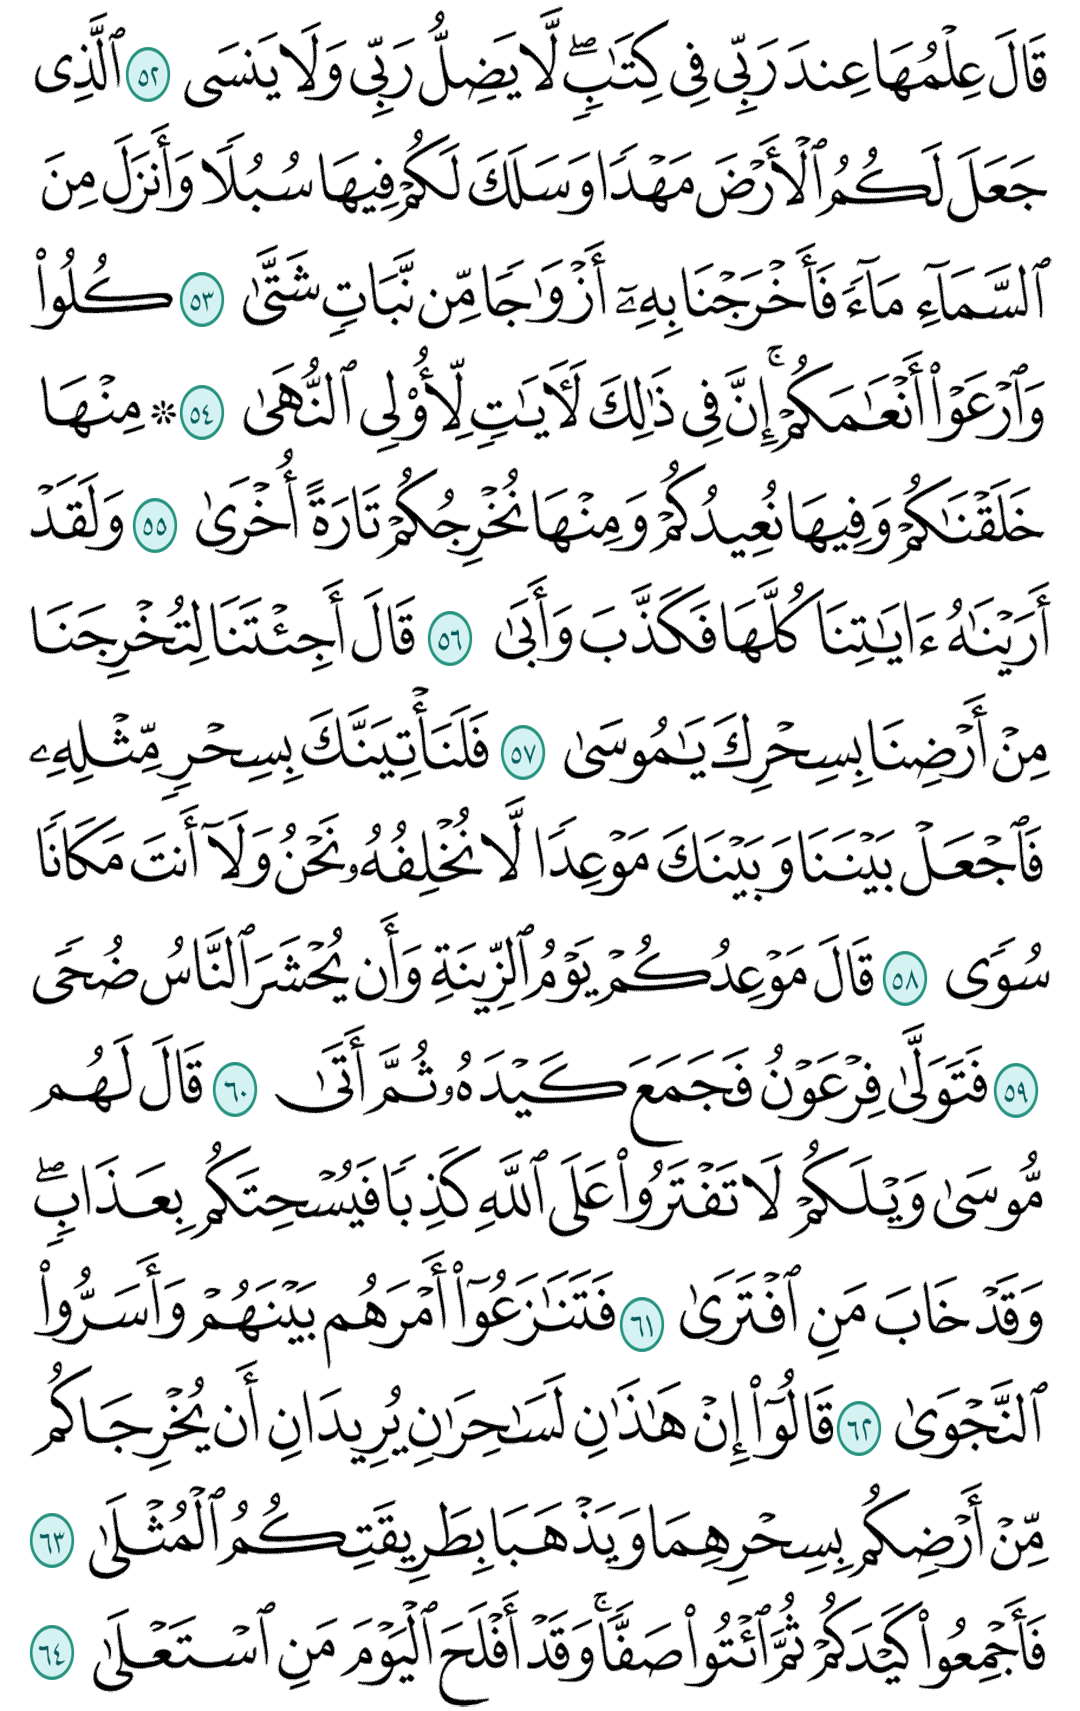 قَالَ عِلْمُهَا عِندَ رَبِّى فِى كِتَٰبٍۢ ۖ لَّا يَضِلُّ رَبِّى وَلَا يَنسَى ٥٢ ٱلَّذِى
جَعَلَ لَكُمُ ٱلْأَرْضَ مَهْدًۭا وَسَلَكَ لَكُمْ فِيهَا سُبُلًۭا وَأَنزَلَ مِنَ
ٱلسَّمَآءِ مَآءًۭ فَأَخْرَجْنَا بِهِۦٓ أَزْوَٰجًۭا مِّن نَّبَاتٍۢ شَتَّىٰ ٥٣ كُلُوا۟
وَٱرْعَوْا۟ أَنْعَٰمَكُمْ ۗ إِنَّ فِى ذَٰلِكَ لَـَٔايَٰتٍۢ لِّأُو۟لِى ٱلنُّهَىٰ ٥٤ ۞ مِنْهَا
خَلَقْنَٰكُمْ وَفِيهَا نُعِيدُكُمْ وَمِنْهَا نُخْرِجُكُمْ تَارَةً أُخْرَىٰ ٥٥ وَلَقَدْ
أَرَيْنَٰهُ ءَايَٰتِنَا كُلَّهَا فَكَذَّبَ وَأَبَىٰ ٥٦ قَالَ أَجِئْتَنَا لِتُخْرِجَنَا
مِنْ أَرْضِنَا بِسِحْرِكَ يَٰمُوسَىٰ ٥٧ فَلَنَأْتِيَنَّكَ بِسِحْرٍۢ مِّثْلِهِۦ
فَٱجْعَلْ بَيْنَنَا وَبَيْنَكَ مَوْعِدًۭا لَّا نُخْلِفُهُۥ نَحْنُ وَلَآ أَنتَ مَكَانًۭا
سُوًۭى ٥٨ قَالَ مَوْعِدُكُمْ يَوْمُ ٱلزِّينَةِ وَأَن يُحْشَرَ ٱلنَّاسُ ضُحًۭى
٥٩ فَتَوَلَّىٰ فِرْعَوْنُ فَجَمَعَ كَيْدَهُۥ ثُمَّ أَتَىٰ ٦٠ قَالَ لَهُم
مُّوسَىٰ وَيْلَكُمْ لَا تَفْتَرُوا۟ عَلَى ٱللَّهِ كَذِبًۭا فَيُسْحِتَكُم بِعَذَابٍۢ ۖ
وَقَدْ خَابَ مَنِ ٱفْتَرَىٰ ٦١ فَتَنَٰزَعُوٓا۟ أَمْرَهُم بَيْنَهُمْ وَأَسَرُّوا۟
ٱلنَّجْوَىٰ ٦٢ قَالُوٓا۟ إِنْ هَٰذَٰنِ لَسَٰحِرَٰنِ يُرِيدَانِ أَن يُخْرِجَاكُم
مِّنْ أَرْضِكُم بِسِحْرِهِمَا وَيَذْهَبَا بِطَرِيقَتِكُمُ ٱلْمُثْلَىٰ ٦٣
فَأَجْمِعُوا۟ كَيْدَكُمْ ثُمَّ ٱئْتُوا۟ صَفًّۭا ۚ وَقَدْ أَفْلَحَ ٱلْيَوْمَ مَنِ ٱسْتَعْلَىٰ ٦٤